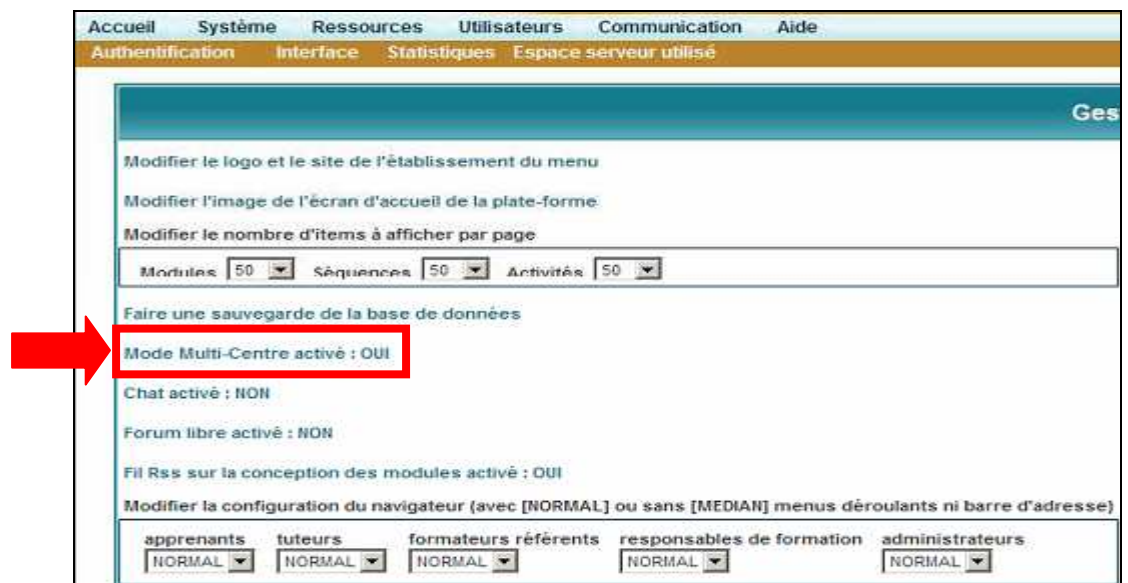 Accueil Système Ressources Utilisateurs Communication Aide
Authentification Interface Statistiques Espace serveur utilisé
Ges
Modifier le logo et le site de l'établissement du menu
Modifier l'image de l'écran d'accueil de la plate-forme
Modifier le nombre d'items à afficher par page
Modules 50 Séquences 50 Activités 50
Faire une sauvegarde de la base de données
Mode Multi-Centre activé : OUI
Chat activé : NON
Forum libre activé : NON
Fil Rss sur la conception des modules activé : OUI
Modifier la configuration du navigateur (avec [NORMAL] ou sans [MEDIAN] menus déroulants ni barre d'adresse)
apprenants tuteurs formateurs référents responsables de formation administrateurs
NORMAL NORMAL NORMAL NORMAL NORMAL